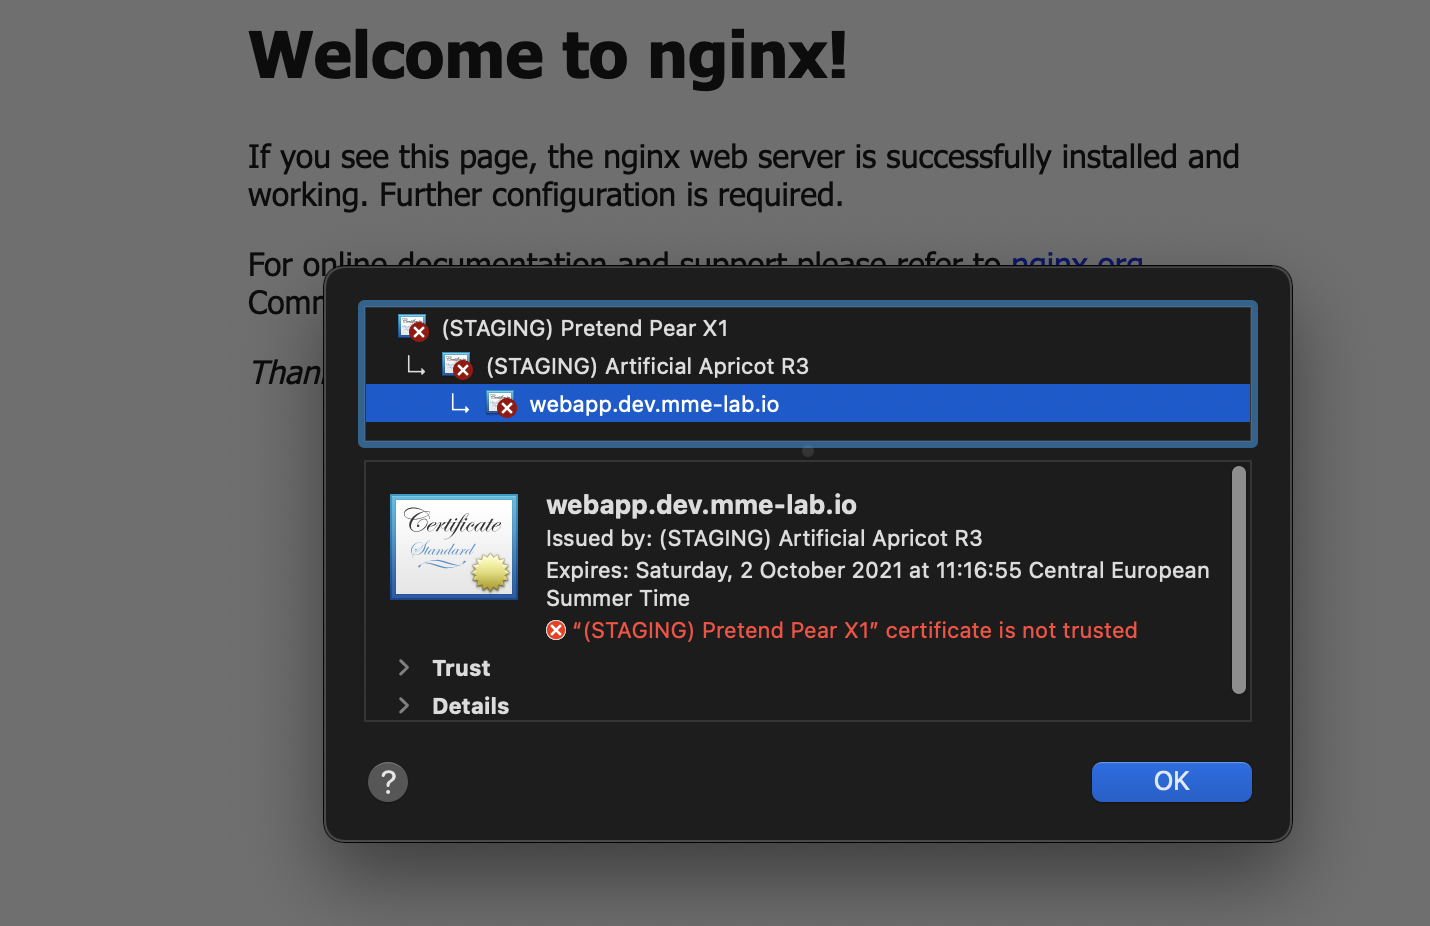 Welcome to nginx!
If you see this page, the nginx web server is successfully installed and
working. Further configuration is required.
For online documentation and support please refer to nginx.org
Comm
Than
(STAGING) Pretend Pear X1
(STAGING) Artificial Apricot R3
webapp.dev.mme-lab.io
Certificate
Standard
webapp.dev.mme-lab.io
Issued by: (STAGING) Artificial Apricot R3
Expires: Saturday, 2 October 2021 at 11:16:55 Central European
Summer Time
“(STAGING) Pretend Pear X1” certificate is not trusted
Trust
Details
?
OK